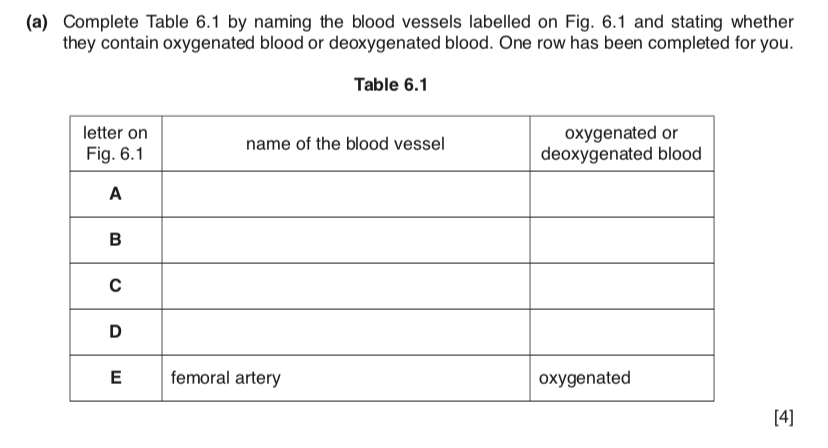 (a) Complete Table 6.1 by naming the blood vessels labelled on Fig. 6.1 and stating whether
they contain oxygenated blood or deoxygenated blood. One row has been completed for you.
Table 6.1
letter on
Fig. 6.1
name of the blood vessel
oxygenated or
deoxygenated blood
A
B
C
D
E femoral artery oxygenated
[4]